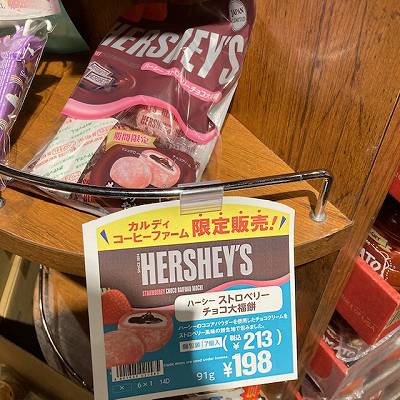 JAPAN
HERSHEY'S
期間限定
カルディ
コーヒーファーム 限定販売!
HERSHEY'S
STRAWBERRY CHOCO DAIFUKU MOCHI
ハーシー ストロベリー
チョコ大福餅
ハーシーのココアパウダーを使用したチョコクリームを
ストロベリー風味の餅生地で包みました。
個包装 7個入
(税込 ¥213)
91g ¥198
6×1 14D